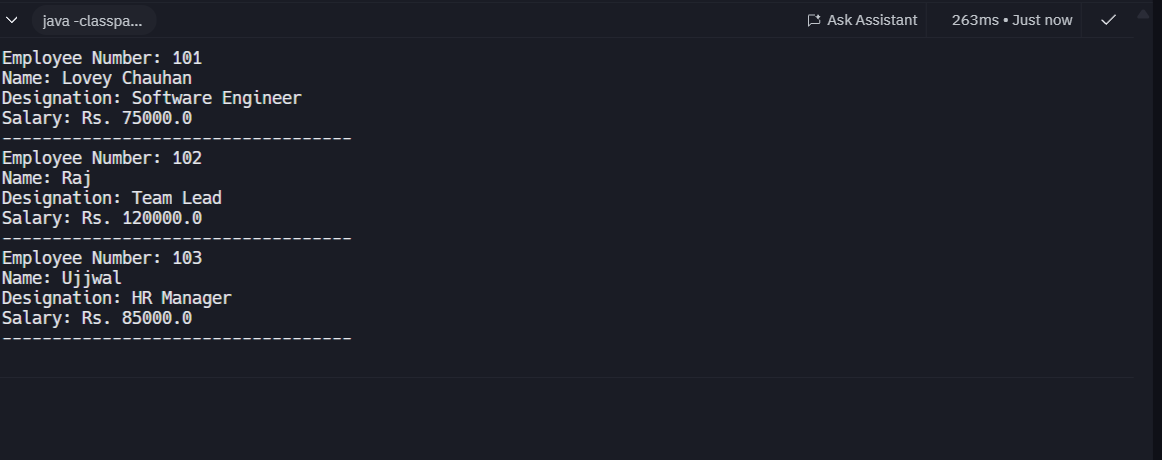 java -classpa... Ask Assistant 263ms • Just now
Employee Number: 101
Name: Lovey Chauhan
Designation: Software Engineer
Salary: Rs. 75000.0
-----------------------------------
Employee Number: 102
Name: Raj
Designation: Team Lead
Salary: Rs. 120000.0
-----------------------------------
Employee Number: 103
Name: Ujjwal
Designation: HR Manager
Salary: Rs. 85000.0
-----------------------------------